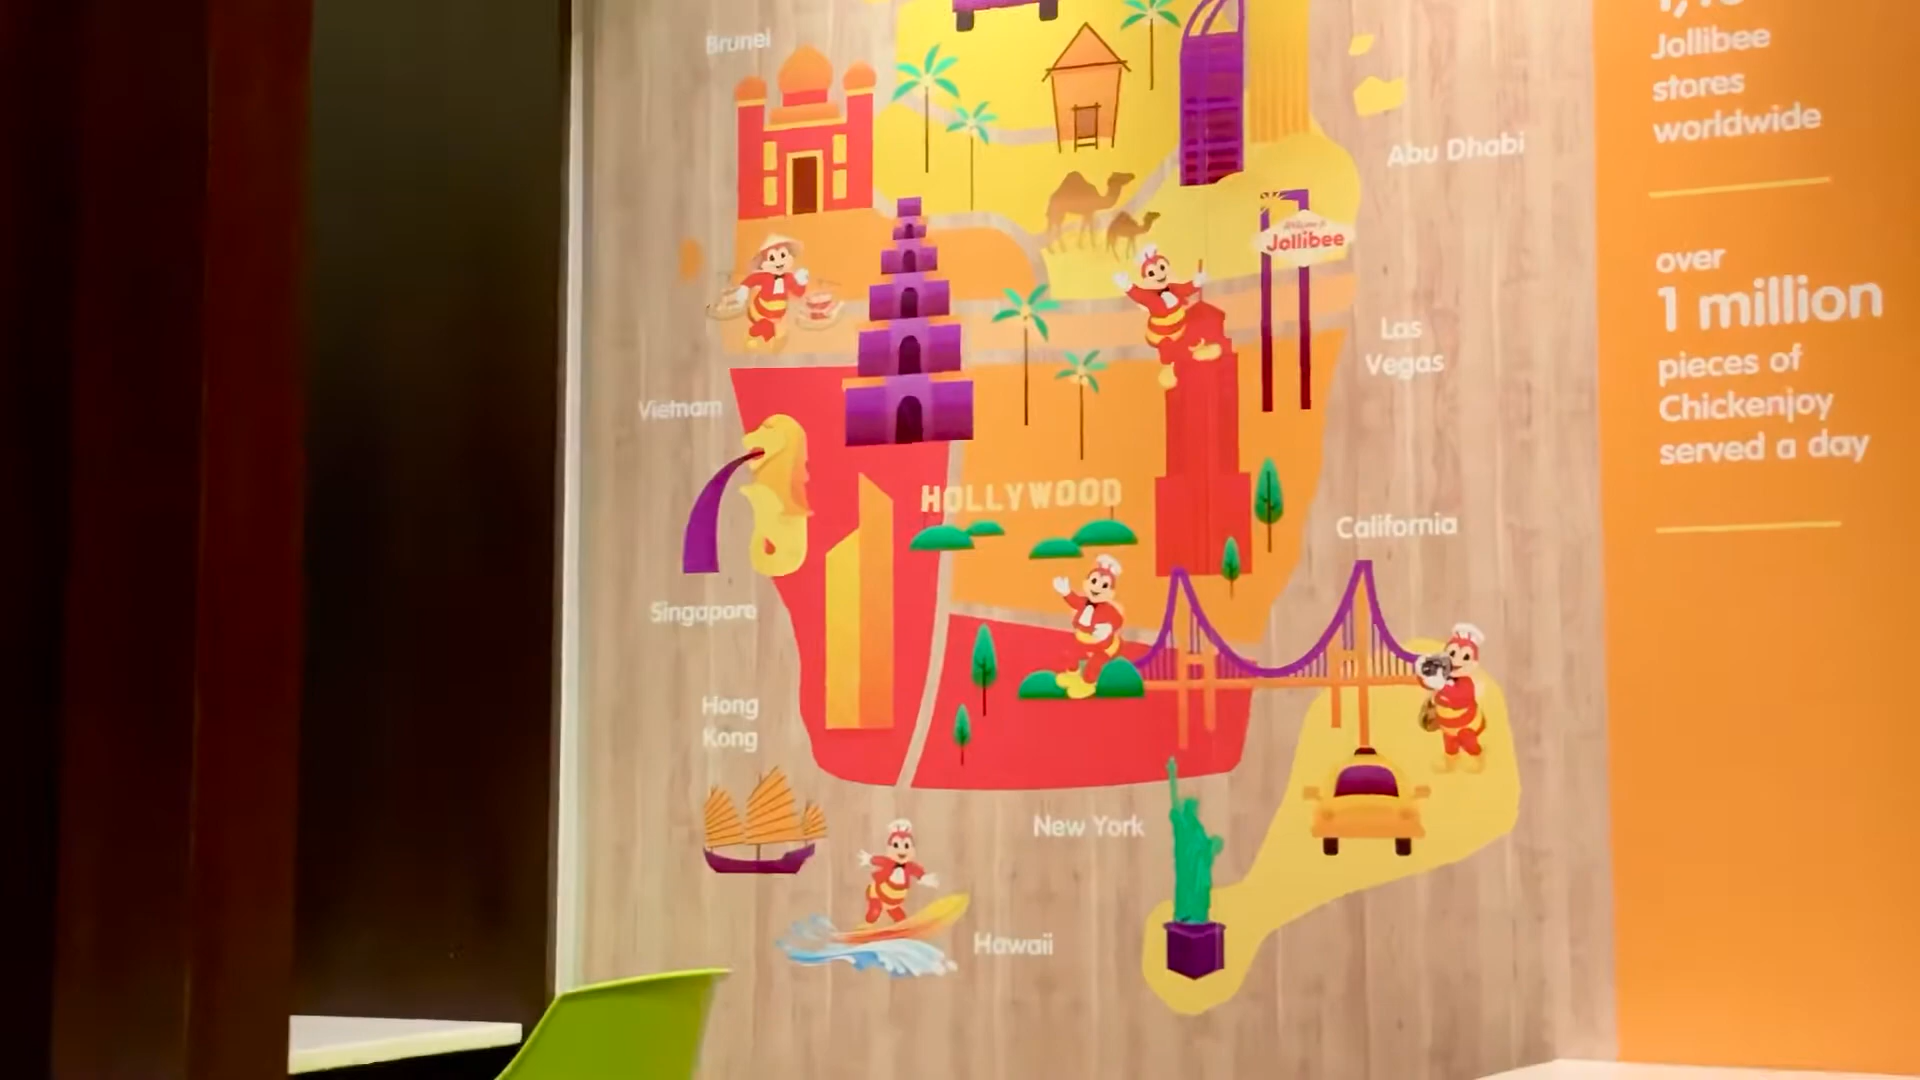 Brunei
Abu Dhabi
Jollibee
Las
Vegas
Vietnam
HOLLYWOOD
California
Singapore
Hong
Kong
New York
Hawaii
Jollibee
stores
worldwide
over
1 million
pieces of
Chickenjoy
served a day